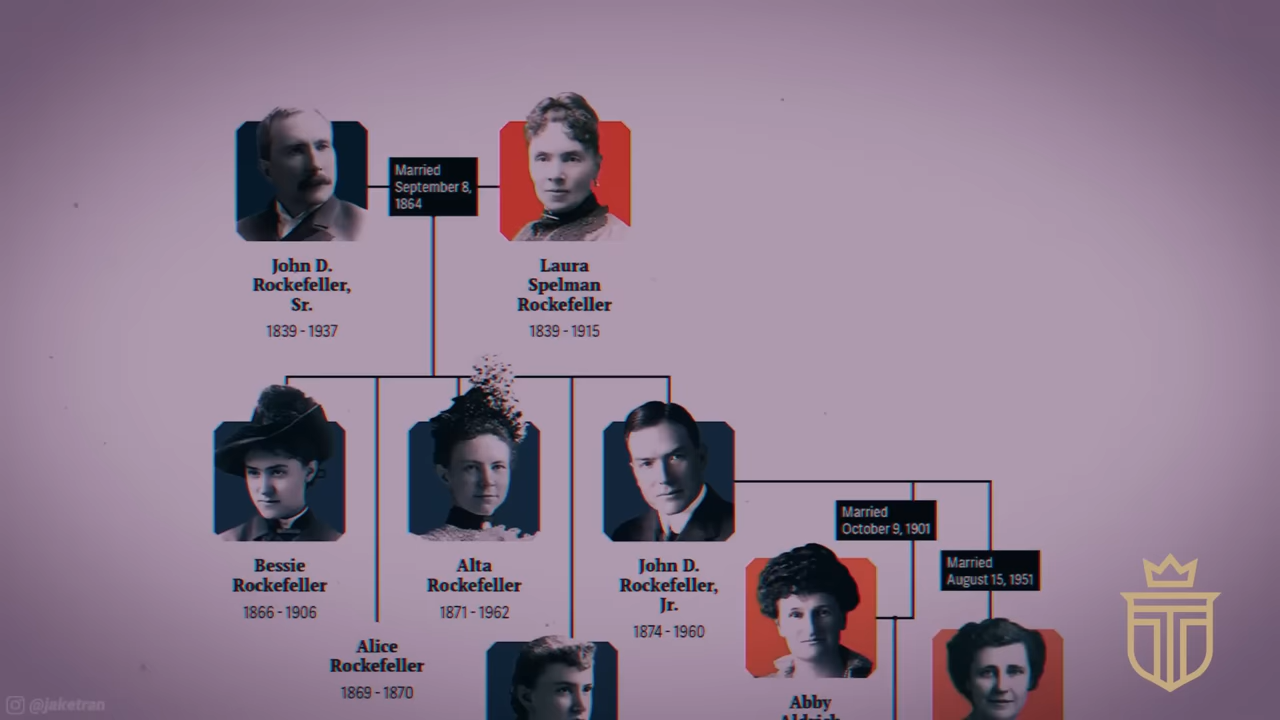 Married
September 8,
1864
John D.
Rockefeller,
Sr.
1839 - 1937
Laura
Spelman
Rockefeller
1839 - 1915
Bessie
Rockefeller
1866 - 1906
Alta
Rockefeller
1871 - 1962
John D.
Rockefeller,
Jr.
1874 - 1960
Married
October 9, 1901
Married
August 15, 1951
Alice
Rockefeller
1869 - 1870
Abby
Aldrich
@jaketran